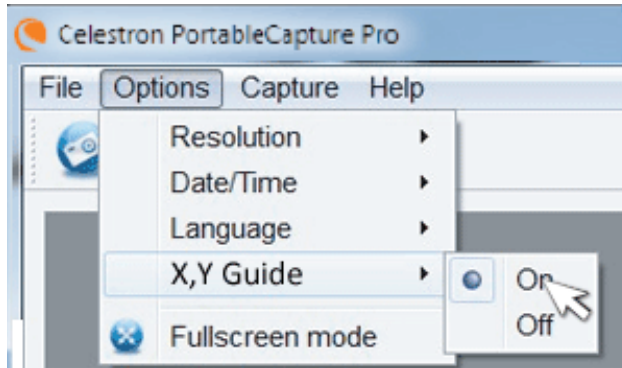 Celestron PortableCapture Pro
File Options Capture Help
Resolution
Date/Time
Language
X,Y Guide
On
Off
Fullscreen mode